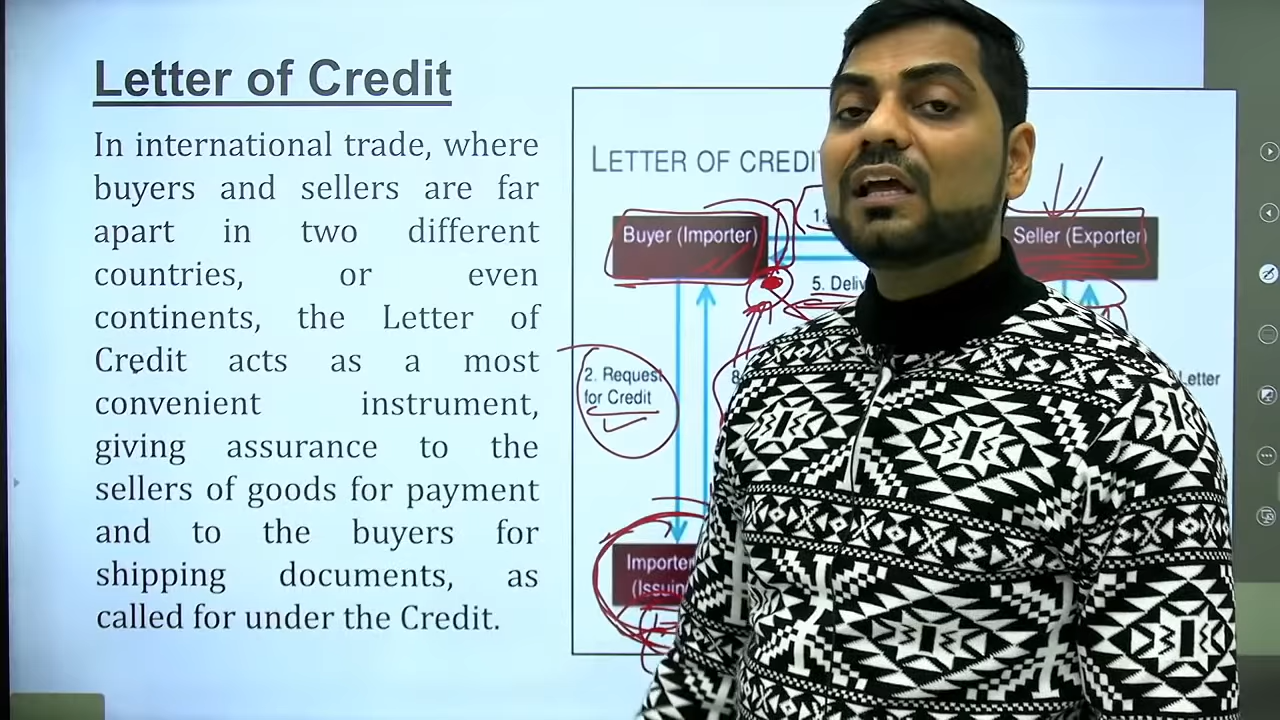 Letter of Credit
In international trade, where
buyers and sellers are far
apart in two different
countries, or even
continents, the Letter of
Credit acts as a most
convenient instrument,
giving assurance to the
sellers of goods for payment
and to the buyers for
shipping documents, as
called for under the Credit.
LETTER OF CREDIT
1.
Buyer (Importer)
Seller (Exporter)
5.
2. Request
for Credit
8
Letter